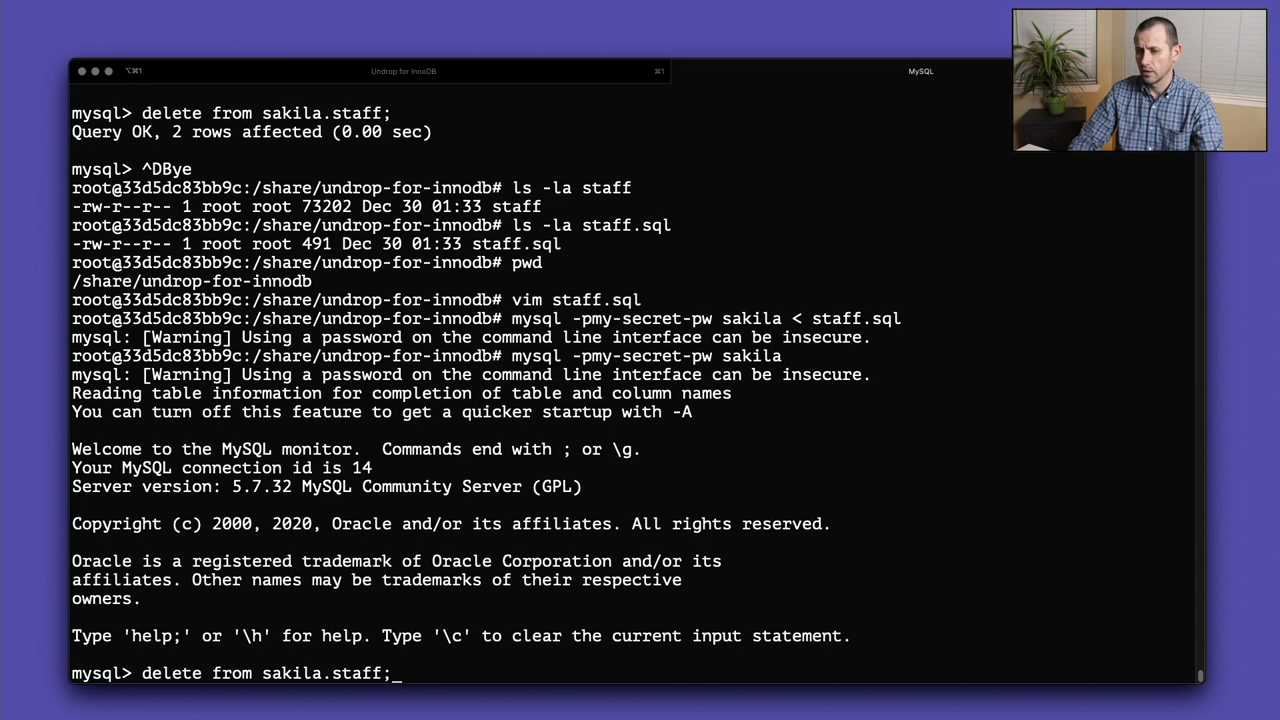 ⌥⌘1
Undrop for InnoDB
⌘1
MySQL
mysql> delete from sakila.staff;
Query OK, 2 rows affected (0.00 sec)
mysql> ^DBye
root@33d5dc83bb9c:/share/undrop-for-innodb# ls -la staff
-rw-r--r-- 1 root root 73202 Dec 30 01:33 staff
root@33d5dc83bb9c:/share/undrop-for-innodb# ls -la staff.sql
-rw-r--r-- 1 root root 491 Dec 30 01:33 staff.sql
root@33d5dc83bb9c:/share/undrop-for-innodb# pwd
/share/undrop-for-innodb
root@33d5dc83bb9c:/share/undrop-for-innodb# vim staff.sql
root@33d5dc83bb9c:/share/undrop-for-innodb# mysql -pmy-secret-pw sakila < staff.sql
mysql: [Warning] Using a password on the command line interface can be insecure.
root@33d5dc83bb9c:/share/undrop-for-innodb# mysql -pmy-secret-pw sakila
mysql: [Warning] Using a password on the command line interface can be insecure.
Reading table information for completion of table and column names
You can turn off this feature to get a quicker startup with -A
Welcome to the MySQL monitor.  Commands end with ; or \g.
Your MySQL connection id is 14
Server version: 5.7.32 MySQL Community Server (GPL)
Copyright (c) 2000, 2020, Oracle and/or its affiliates. All rights reserved.
Oracle is a registered trademark of Oracle Corporation and/or its
affiliates. Other names may be trademarks of their respective
owners.
Type 'help;' or '\h' for help. Type '\c' to clear the current input statement.
mysql> delete from sakila.staff;_